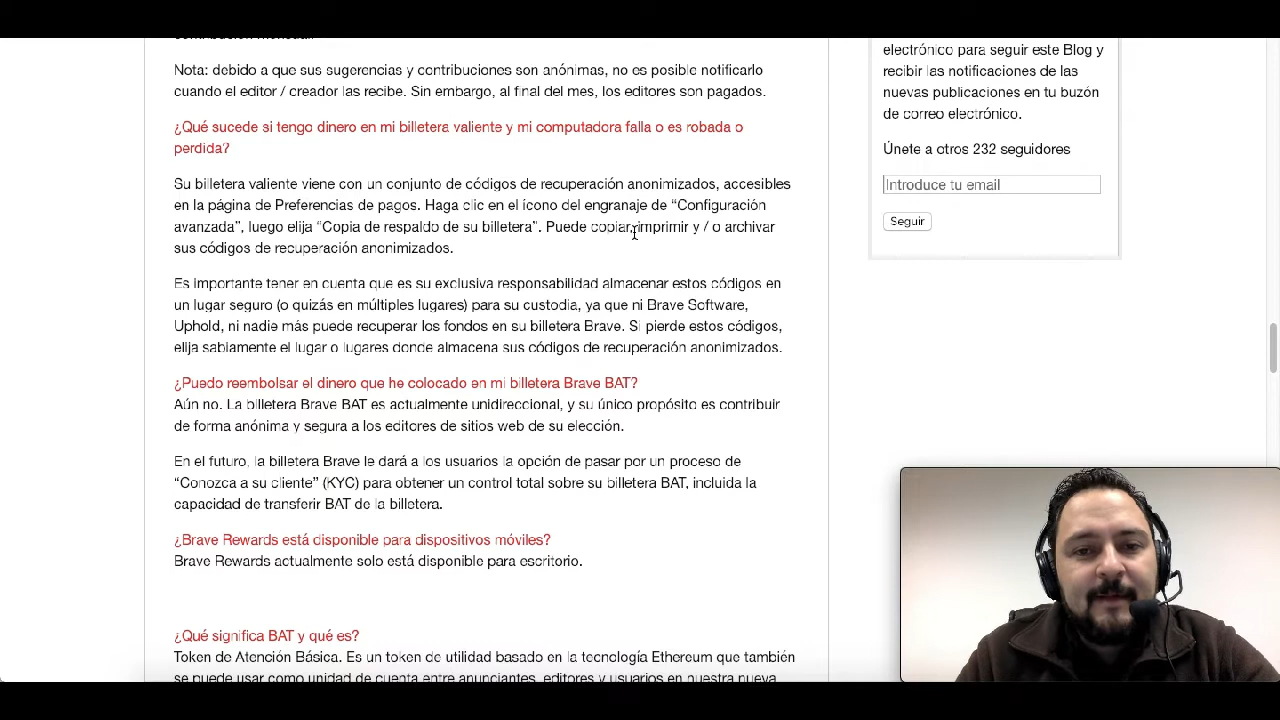 Nota: debido a que sus sugerencias y contribuciones son anónimas, no es posible notificarlo
cuando el editor / creador las recibe. Sin embargo, al final del mes, los editores son pagados.
¿Qué sucede si tengo dinero en mi billetera valiente y mi computadora falla o es robada o
perdida?
Su billetera valiente viene con un conjunto de códigos de recuperación anonimizados, accesibles
en la página de Preferencias de pagos. Haga clic en el ícono del engranaje de “Configuración
avanzada”, luego elija “Copia de respaldo de su billetera”. Puede copiar, imprimir y / o archivar
sus códigos de recuperación anonimizados.
Es importante tener en cuenta que es su exclusiva responsabilidad almacenar estos códigos en
un lugar seguro (o quizás en múltiples lugares) para su custodia, ya que ni Brave Software,
Uphold, ni nadie más puede recuperar los fondos en su billetera Brave. Si pierde estos códigos,
elija sabiamente el lugar o lugares donde almacena sus códigos de recuperación anonimizados.
¿Puedo reembolsar el dinero que he colocado en mi billetera Brave BAT?
Aún no. La billetera Brave BAT es actualmente unidireccional, y su único propósito es contribuir
de forma anónima y segura a los editores de sitios web de su elección.
En el futuro, la billetera Brave le dará a los usuarios la opción de pasar por un proceso de
“Conozca a su cliente” (KYC) para obtener un control total sobre su billetera BAT, incluida la
capacidad de transferir BAT de la billetera.
¿Brave Rewards está disponible para dispositivos móviles?
Brave Rewards actualmente solo está disponible para escritorio.
¿Qué significa BAT y qué es?
Token de Atención Básica. Es un token de utilidad basado en la tecnología Ethereum que también
se puede usar como unidad de cuenta entre anunciantes, editores y usuarios en nuestra nueva
electrónico para seguir este Blog y
recibir las notificaciones de las
nuevas publicaciones en tu buzón
de correo electrónico.
Únete a otros 232 seguidores
Introduce tu email
Seguir